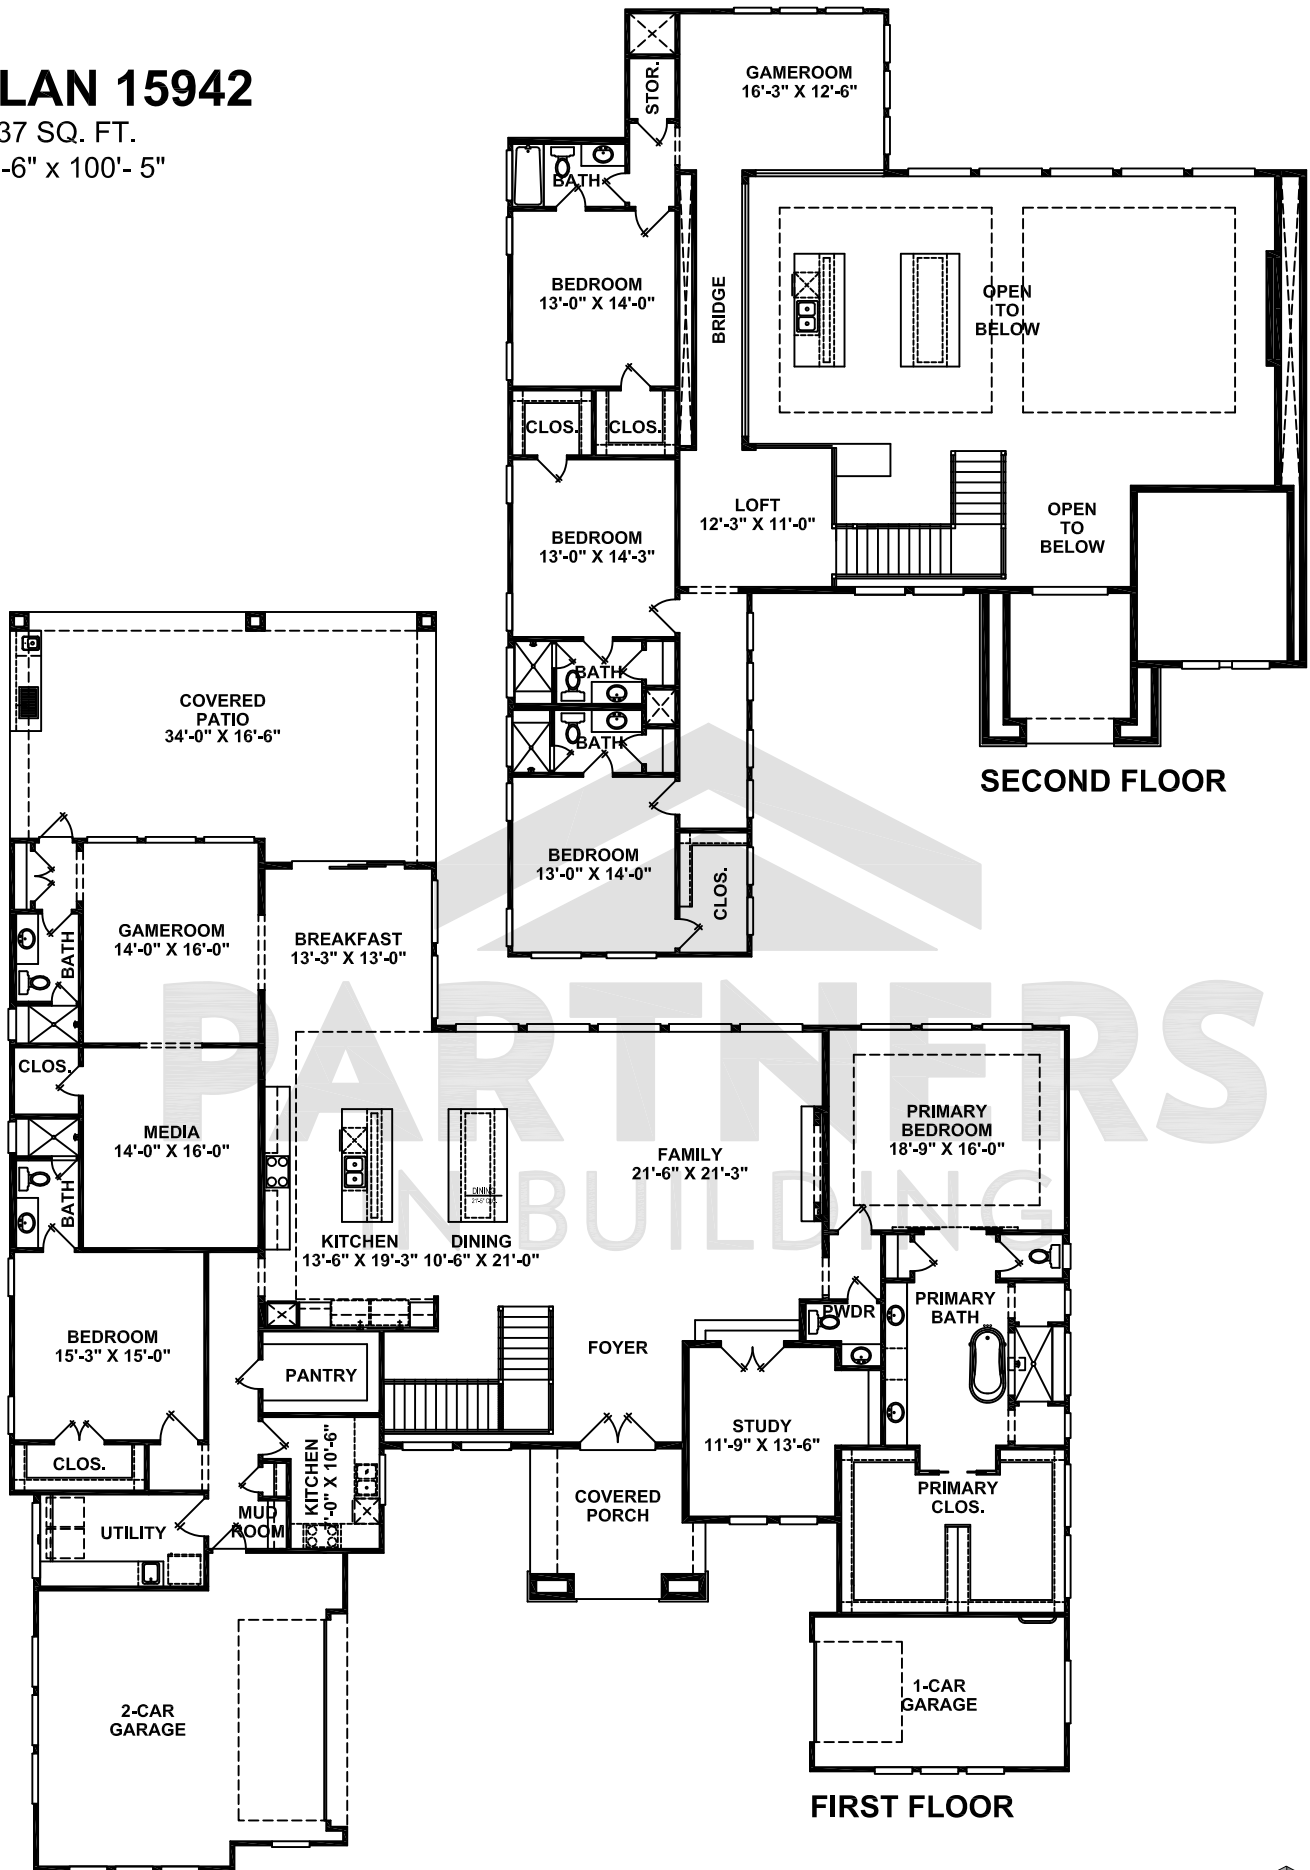 LAN 15942
37 SQ. FT.
-6" x 100'- 5"
GAMEROOM
16'-3" X 12'-6"
STOR.
BATH
BEDROOM
13'-0" X 14'-0"
BRIDGE
OPEN
TO
BELOW
CLOS.
CLOS.
LOFT
12'-3" X 11'-0"
BEDROOM
13'-0" X 14'-3"
OPEN
TO
BELOW
BATH
BATH
BEDROOM
13'-0" X 14'-0"
CLOS.
SECOND FLOOR
COVERED
PATIO
34'-0" X 16'-6"
GAMEROOM
14'-0" X 16'-0"
BREAKFAST
13'-3" X 13'-0"
BATH
CLOS.
MEDIA
14'-0" X 16'-0"
BATH
FAMILY
21'-6" X 21'-3"
PRIMARY
BEDROOM
18'-9" X 16'-0"
DINING
KITCHEN
13'-6" X 19'-3"
DINING
10'-6" X 21'-0"
PARTNERS
IN BUILDING
BEDROOM
15'-3" X 15'-0"
PANTRY
FOYER
PWDR
PRIMARY
BATH
STUDY
11'-9" X 13'-6"
CLOS.
KITCHEN
'-0" X 10'-6"
UTILITY
MUD
ROOM
COVERED
PORCH
PRIMARY
CLOS.
2-CAR
GARAGE
1-CAR
GARAGE
FIRST FLOOR